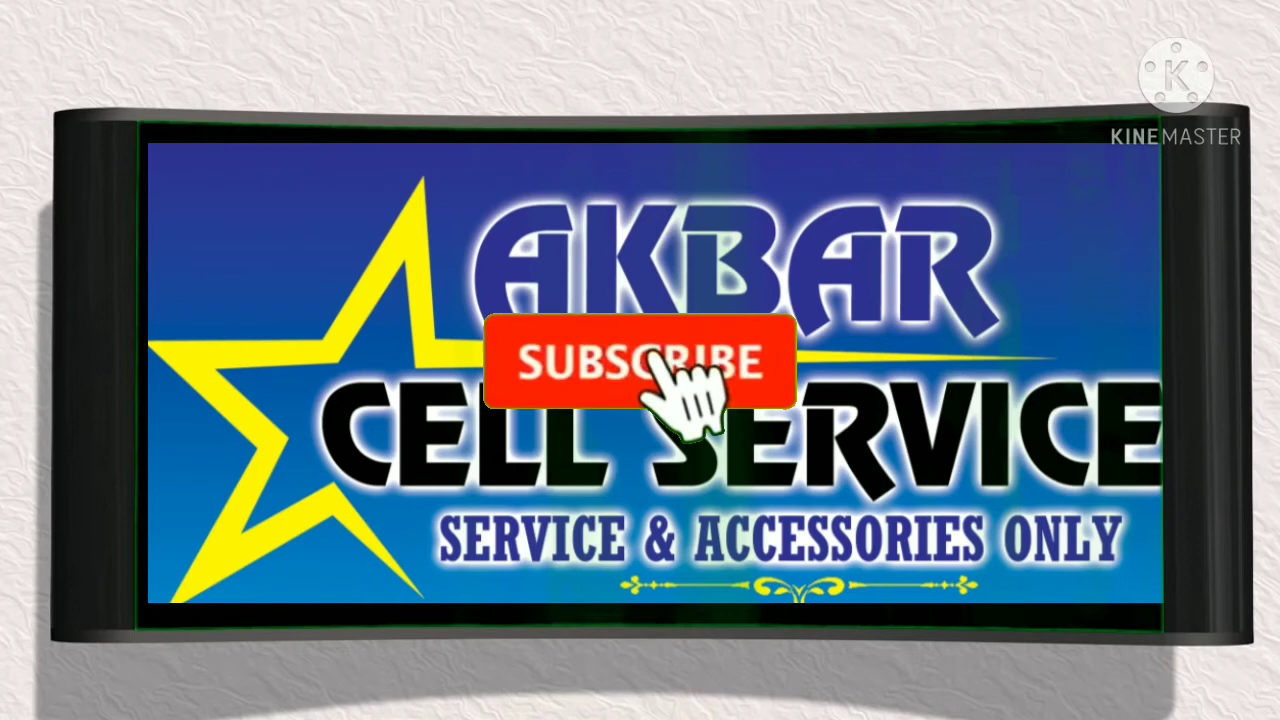 KINEMASTER
AKBAR
SUBSCRIBE
CELL SERVICE
SERVICE & ACCESSORIES ONLY